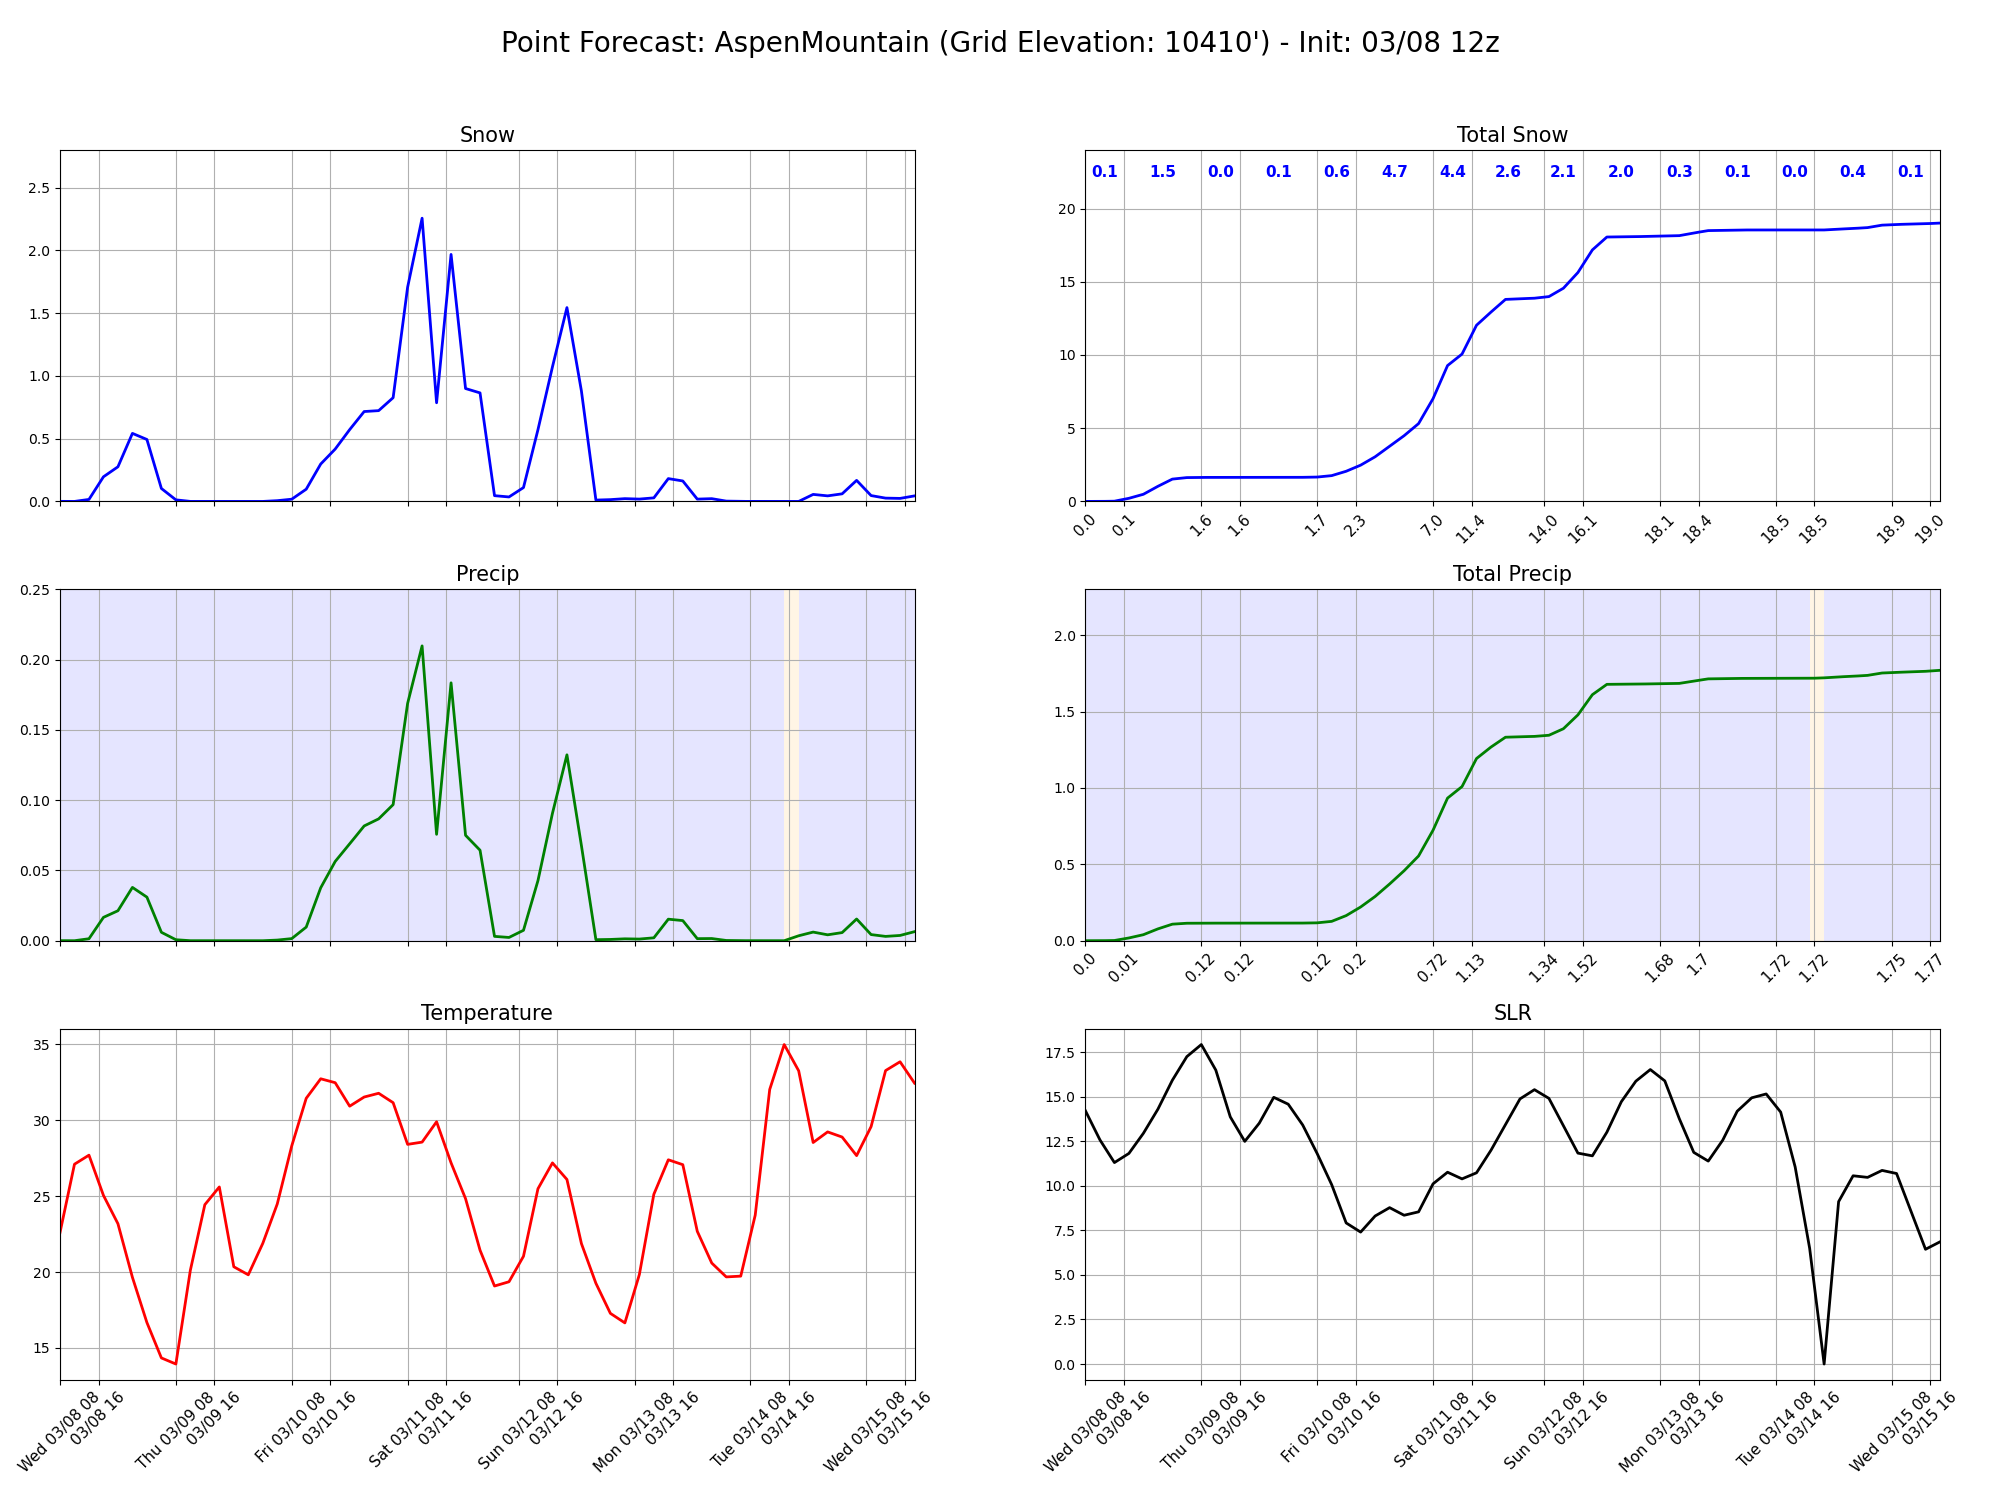 Point Forecast: AspenMountain (Grid Elevation: 10410') - Init: 03/08 12z
Snow
2.5
2.0
1.5
1.0
0.5
0.0
Total Snow
0.1 1.5 0.0 0.1 0.6 4.7 4.4 2.6 2.1 2.0 0.3 0.1 0.0 0.4 0.1
20
15
10
5
0
0.0 0.1 1.6 1.6 1.7 2.3 7.0 11.4 14.0 16.1 18.1 18.4 18.5 18.5 18.9 19.0
Precip
0.25
0.20
0.15
0.10
0.05
0.00
Total Precip
2.0
1.5
1.0
0.5
0.0
0.0 0.01 0.12 0.12 0.12 0.2 0.72 1.13 1.34 1.52 1.68 1.7 1.72 1.72 1.75 1.77
Temperature
35
30
25
20
15
Wed 03/08 08
03/08 16
Thu 03/09 08
03/09 16
Fri 03/10 08
03/10 16
Sat 03/11 08
03/11 16
Sun 03/12 08
03/12 16
Mon 03/13 08
03/13 16
Tue 03/14 08
03/14 16
Wed 03/15 08
03/15 16
SLR
17.5
15.0
12.5
10.0
7.5
5.0
2.5
0.0
Wed 03/08 08
03/08 16
Thu 03/09 08
03/09 16
Fri 03/10 08
03/10 16
Sat 03/11 08
03/11 16
Sun 03/12 08
03/12 16
Mon 03/13 08
03/13 16
Tue 03/14 08
03/14 16
Wed 03/15 08
03/15 16